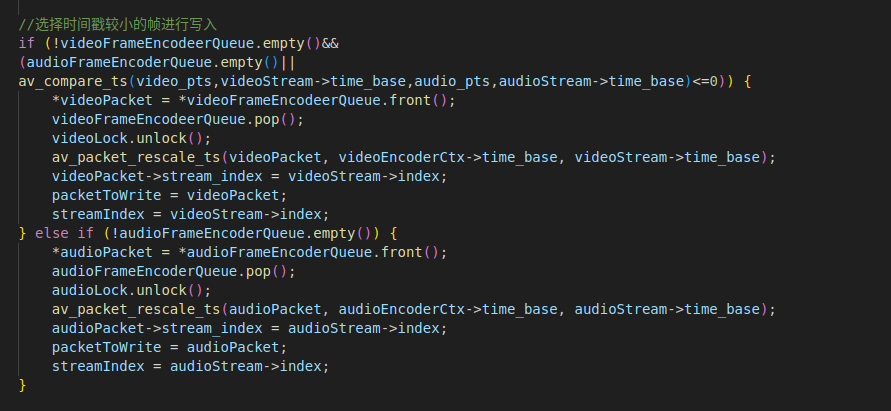 //选择时间戳较小的帧进行写入
if (!videoFrameEncodeerQueue.empty()&&
(audioFrameEncoderQueue.empty()||
av_compare_ts(video_pts,videoStream->time_base,audio_pts,audioStream->time_base)<=0)) {
    *videoPacket = *videoFrameEncodeerQueue.front();
    videoFrameEncodeerQueue.pop();
    videoLock.unlock();
    av_packet_rescale_ts(videoPacket, videoEncoderCtx->time_base, videoStream->time_base);
    videoPacket->stream_index = videoStream->index;
    packetToWrite = videoPacket;
    streamIndex = videoStream->index;
} else if (!audioFrameEncoderQueue.empty()) {
    *audioPacket = *audioFrameEncoderQueue.front();
    audioFrameEncoderQueue.pop();
    audioLock.unlock();
    av_packet_rescale_ts(audioPacket, audioEncoderCtx->time_base, audioStream->time_base);
    audioPacket->stream_index = audioStream->index;
    packetToWrite = audioPacket;
    streamIndex = audioStream->index;
}